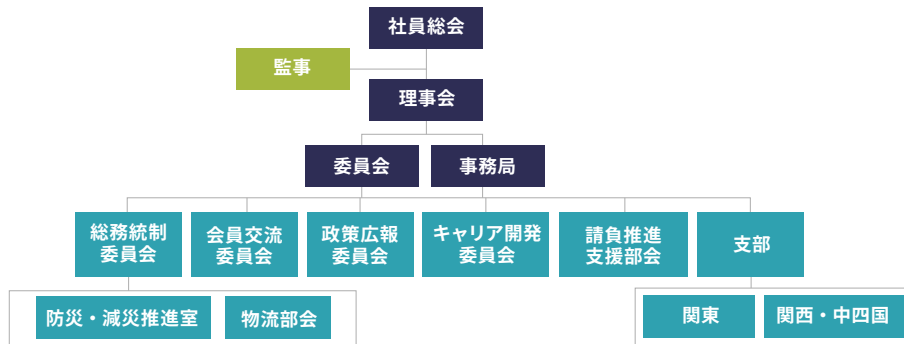 社員総会
監事
理事会
委員会
事務局
総務統制
委員会
会員交流
委員会
政策広報
委員会
キャリア開発
委員会
請負推進
支援部会
支部
防災・減災推進室
物流部会
関東
関西・中四国